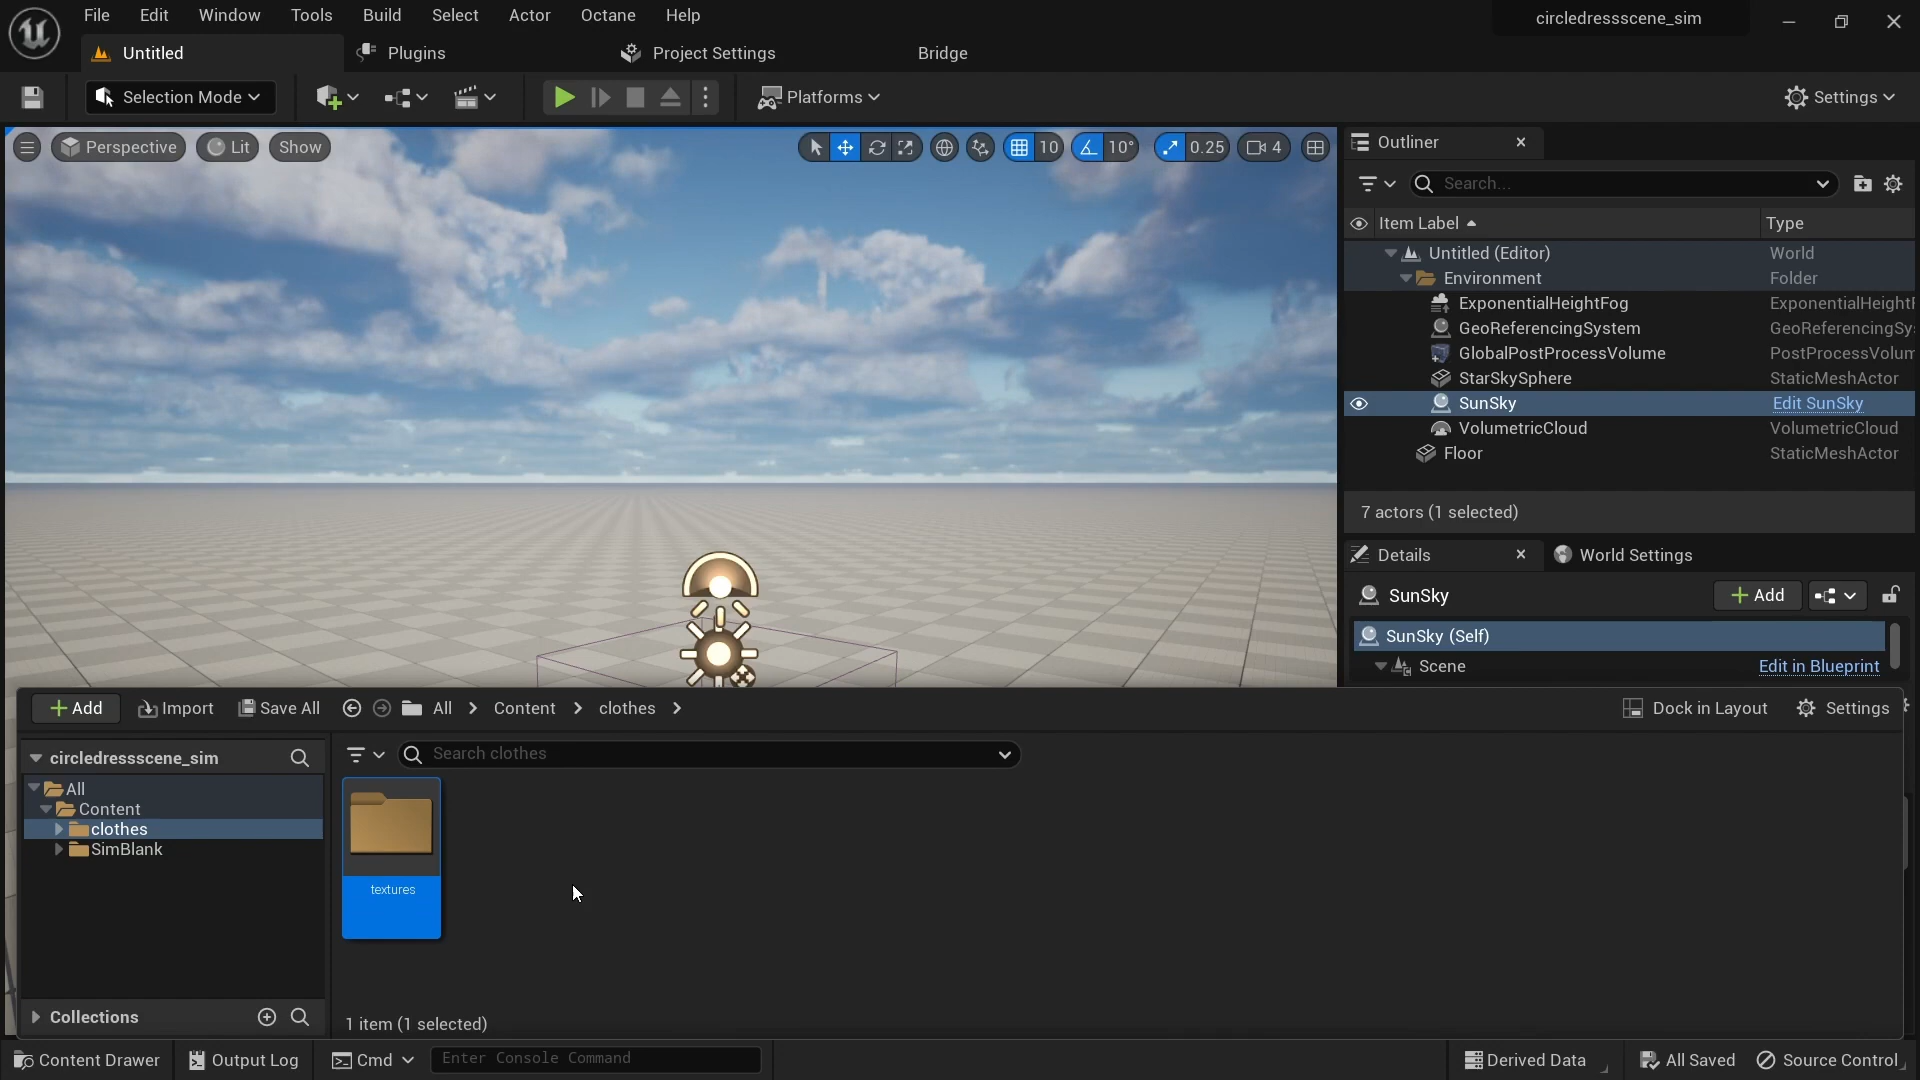 File Edit Window Tools Build Select Actor Octane Help
circledressscene_sim
Untitled Plugins Project Settings Bridge
Selection Mode Platforms Settings
Perspective Lit Show 10 10° 0.25 4
Outliner
Search...
Item Label Type
Untitled (Editor) World
Environment Folder
ExponentialHeightFog ExponentialHeightF
GeoReferencingSystem GeoReferencingSy
GlobalPostProcessVolume PostProcessVolum
StarSkySphere StaticMeshActor
SunSky Edit SunSky
VolumetricCloud VolumetricCloud
Floor StaticMeshActor
7 actors (1 selected)
Details World Settings
SunSky Add
SunSky (Self)
Scene Edit in Blueprint
Add Import Save All All Content clothes Dock in Layout Settings
circledressscene_sim Search clothes
All
Content
clothes
SimBlank
textures
Collections
1 item (1 selected)
Content Drawer Output Log Cmd Enter Console Command Derived Data All Saved Source Control